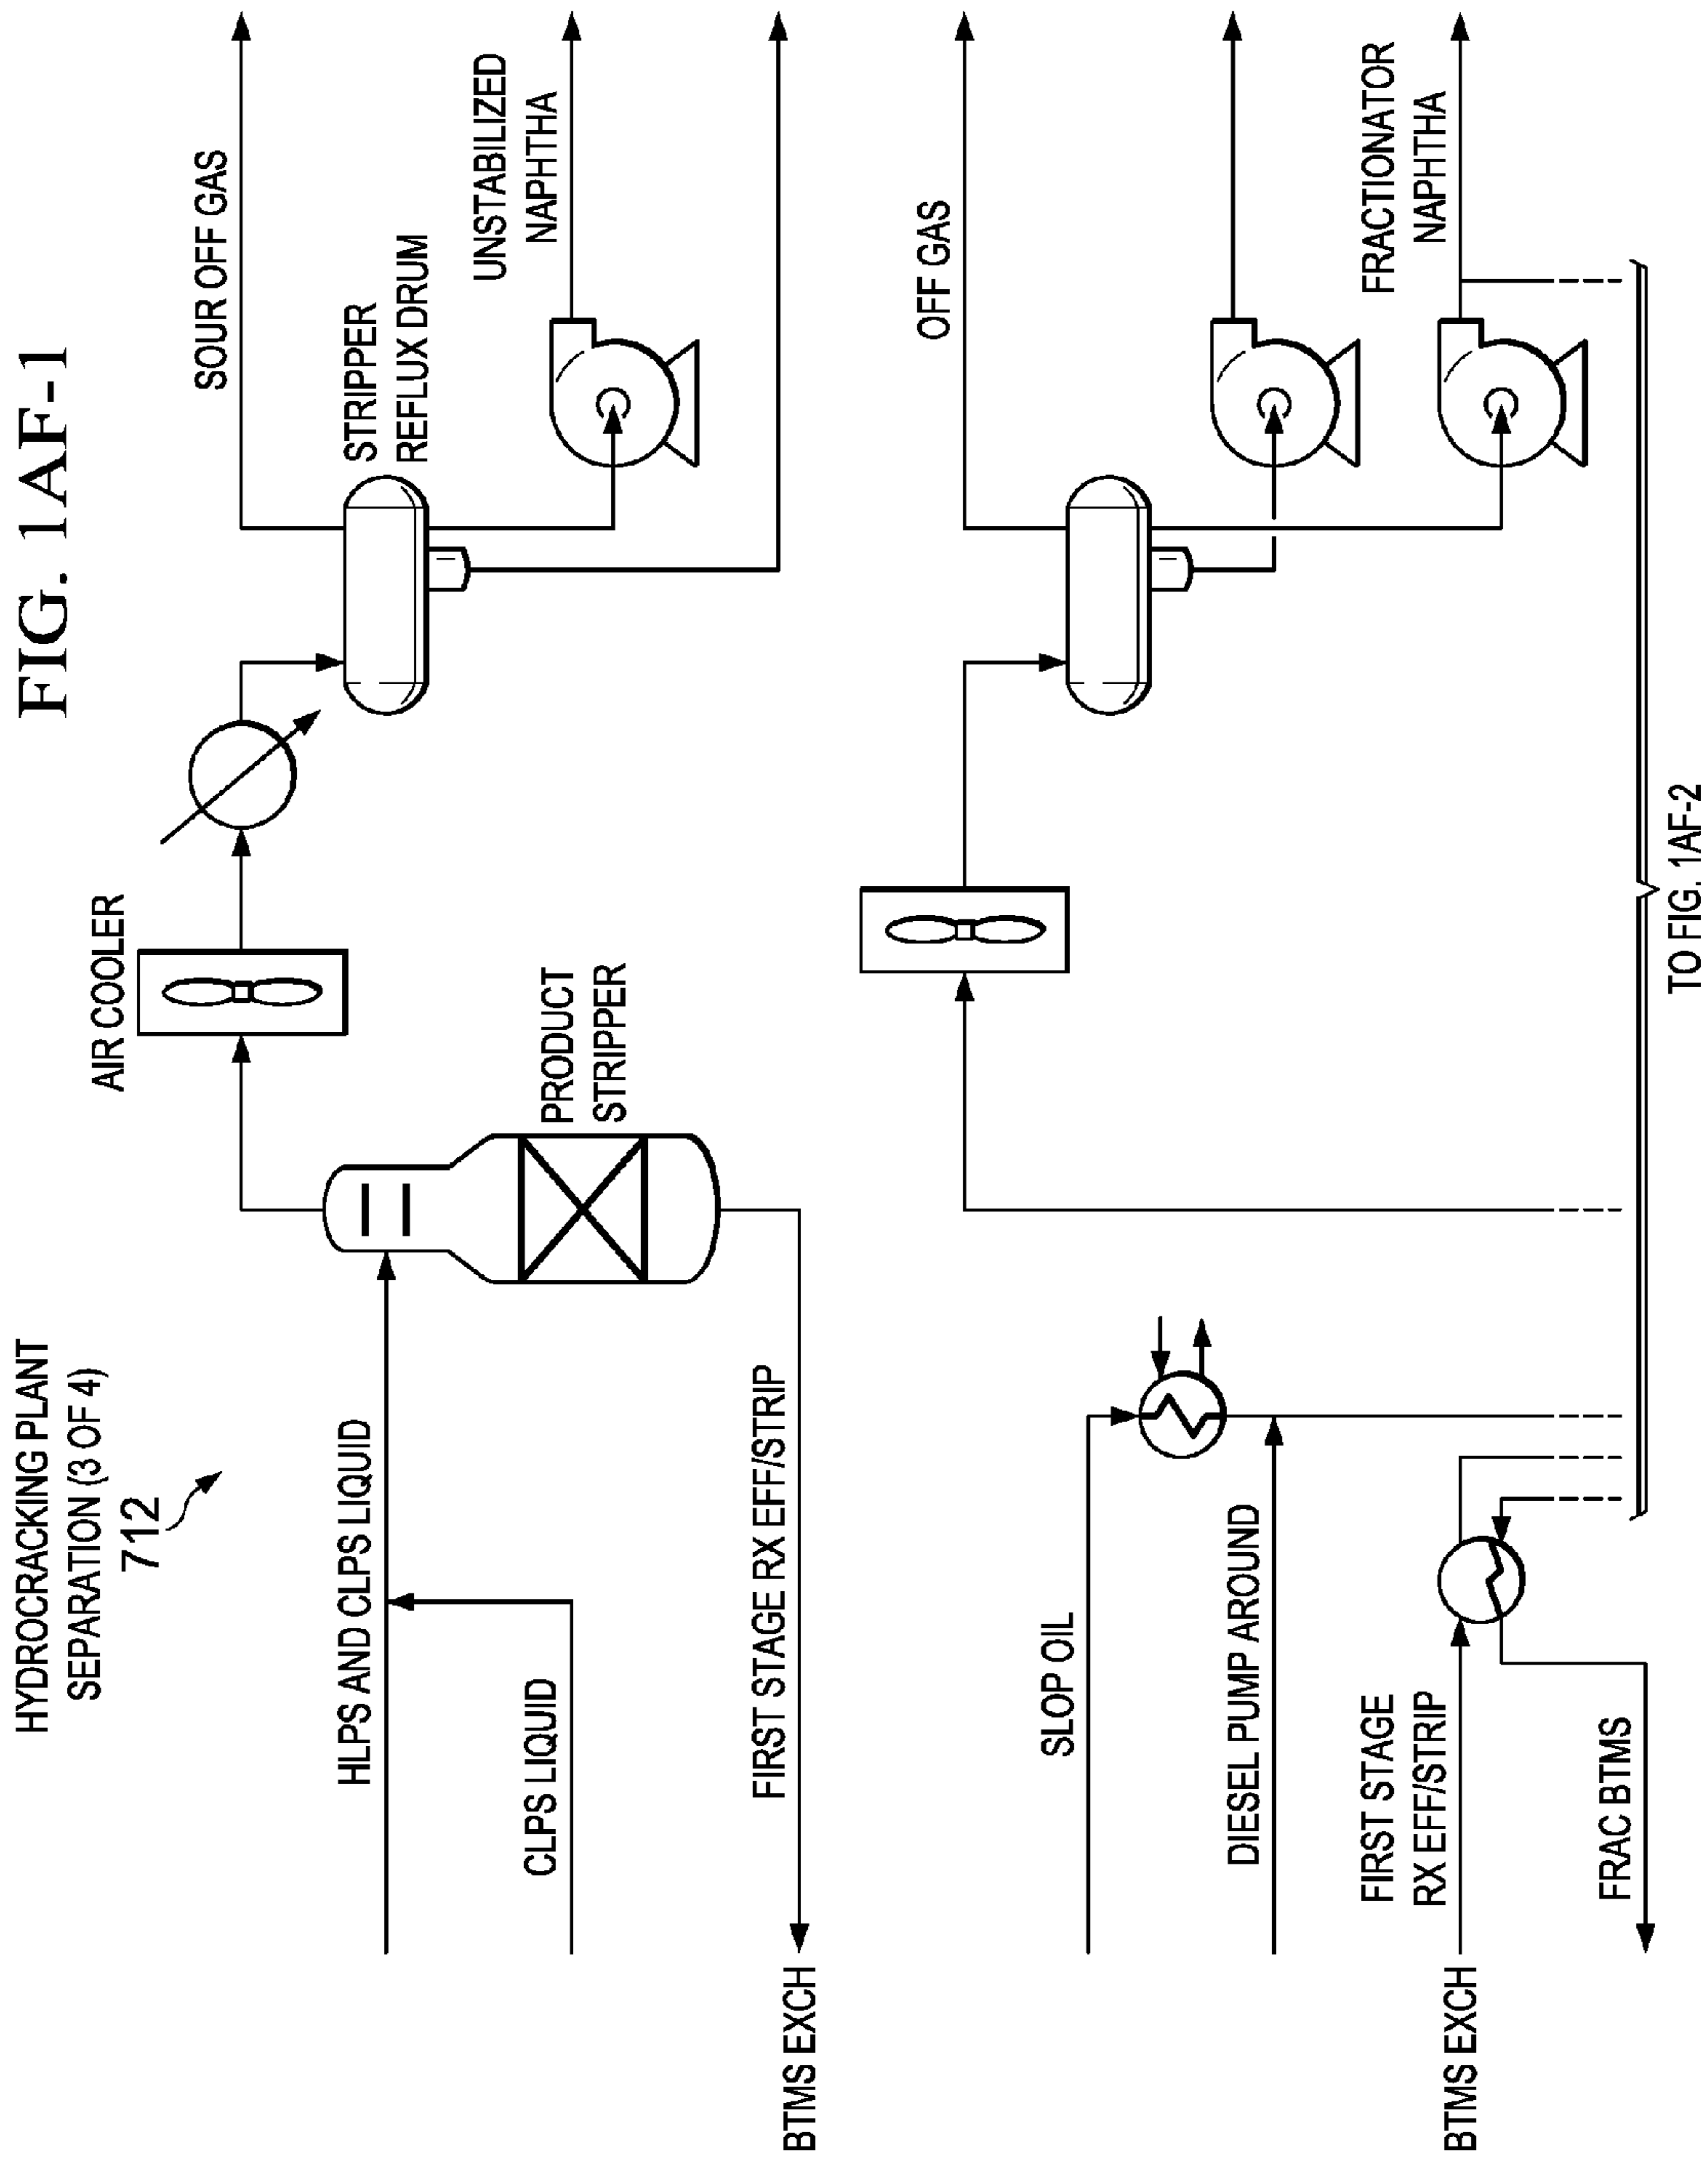 FIG. 1AF-1
HYDROCRACKING PLANT
SEPARATION (3 OF 4)
712
AIR COOLER
SOUR OFF GAS
STRIPPER
REFLUX DRUM
HLPS AND CLPS LIQUID
UNSTABILIZED
NAPHTHA
CLPS LIQUID
PRODUCT
STRIPPER
FIRST STAGE RX EFF/STRIP
BTMS EXCH
OFF GAS
SLOP OIL
DIESEL PUMP AROUND
FRACTIONATOR
NAPHTHA
FIRST STAGE
RX EFF/STRIP
BTMS EXCH
FRAC BTMS
TO FIG. 1AF-2